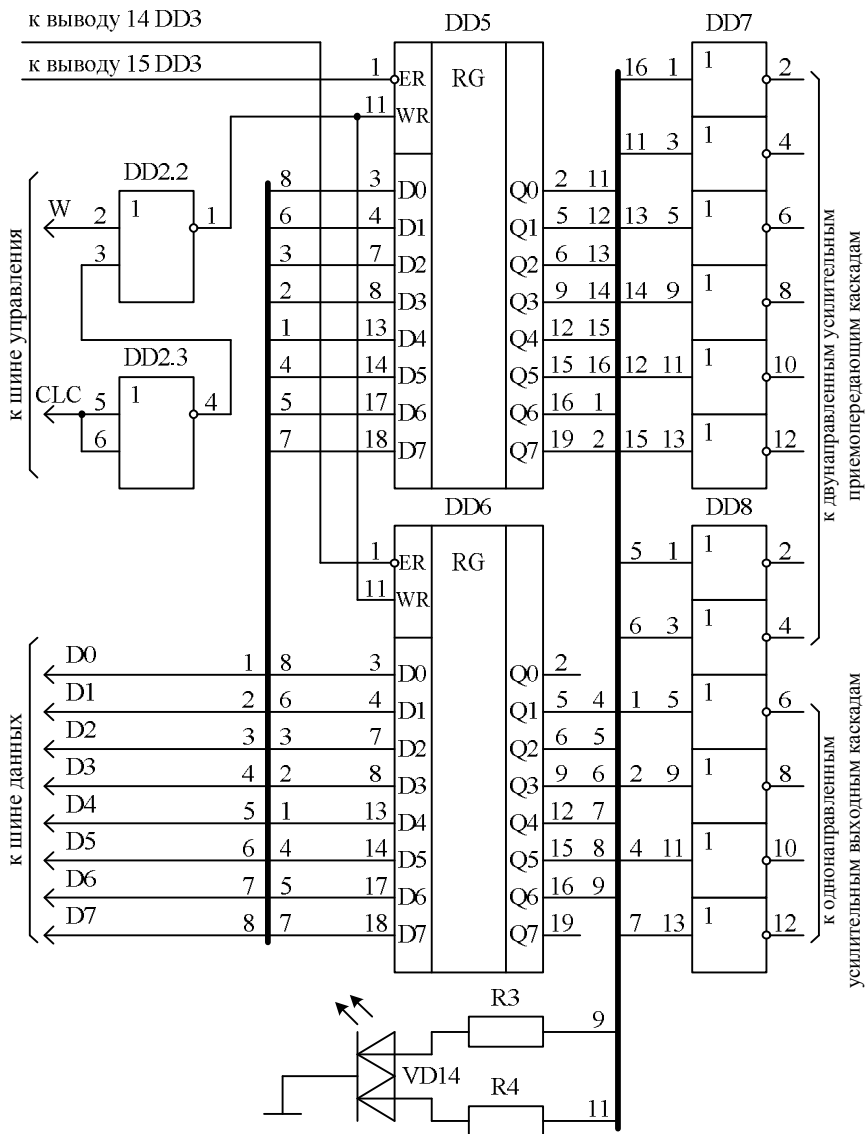 к выводу 14 DD3
DD5
DD7
к выводу 15 DD3
1 ER RG
16 1 1 2
11 WR
11 3 1 4
к шине управления
DD2.2
W 2 1 1
3
8 3 D0 Q0 2 11
6 4 D1 Q1 5 12 13 5 1 6
3 7 D2 Q2 6 13
2 8 D3 Q3 9 14 14 9 1 8
1 13 D4 Q4 12 15
DD2.3
4 14 D5 Q5 15 16 12 11 1 10
CLC 5 1 4
6
5 17 D6 Q6 16 1
7 18 D7 Q7 19 2 15 13 1 12
к двунаправленным усилительным
приемопередающим каскадам
DD6
DD8
1 ER RG
5 1 1 2
11 WR
6 3 1 4
к шине данных
D0 1 8 3 D0 Q0 2
D1 2 6 4 D1 Q1 5 4 1 5 1 6
D2 3 3 7 D2 Q2 6 5
D3 4 2 8 D3 Q3 9 6 2 9 1 8
D4 5 1 13 D4 Q4 12 7
D5 6 4 14 D5 Q5 15 8 4 11 1 10
D6 7 5 17 D6 Q6 16 9
D7 8 7 18 D7 Q7 19 7 13 1 12
к однонаправленным
усилительным выходным каскадам
R3
9
VD14
R4
11